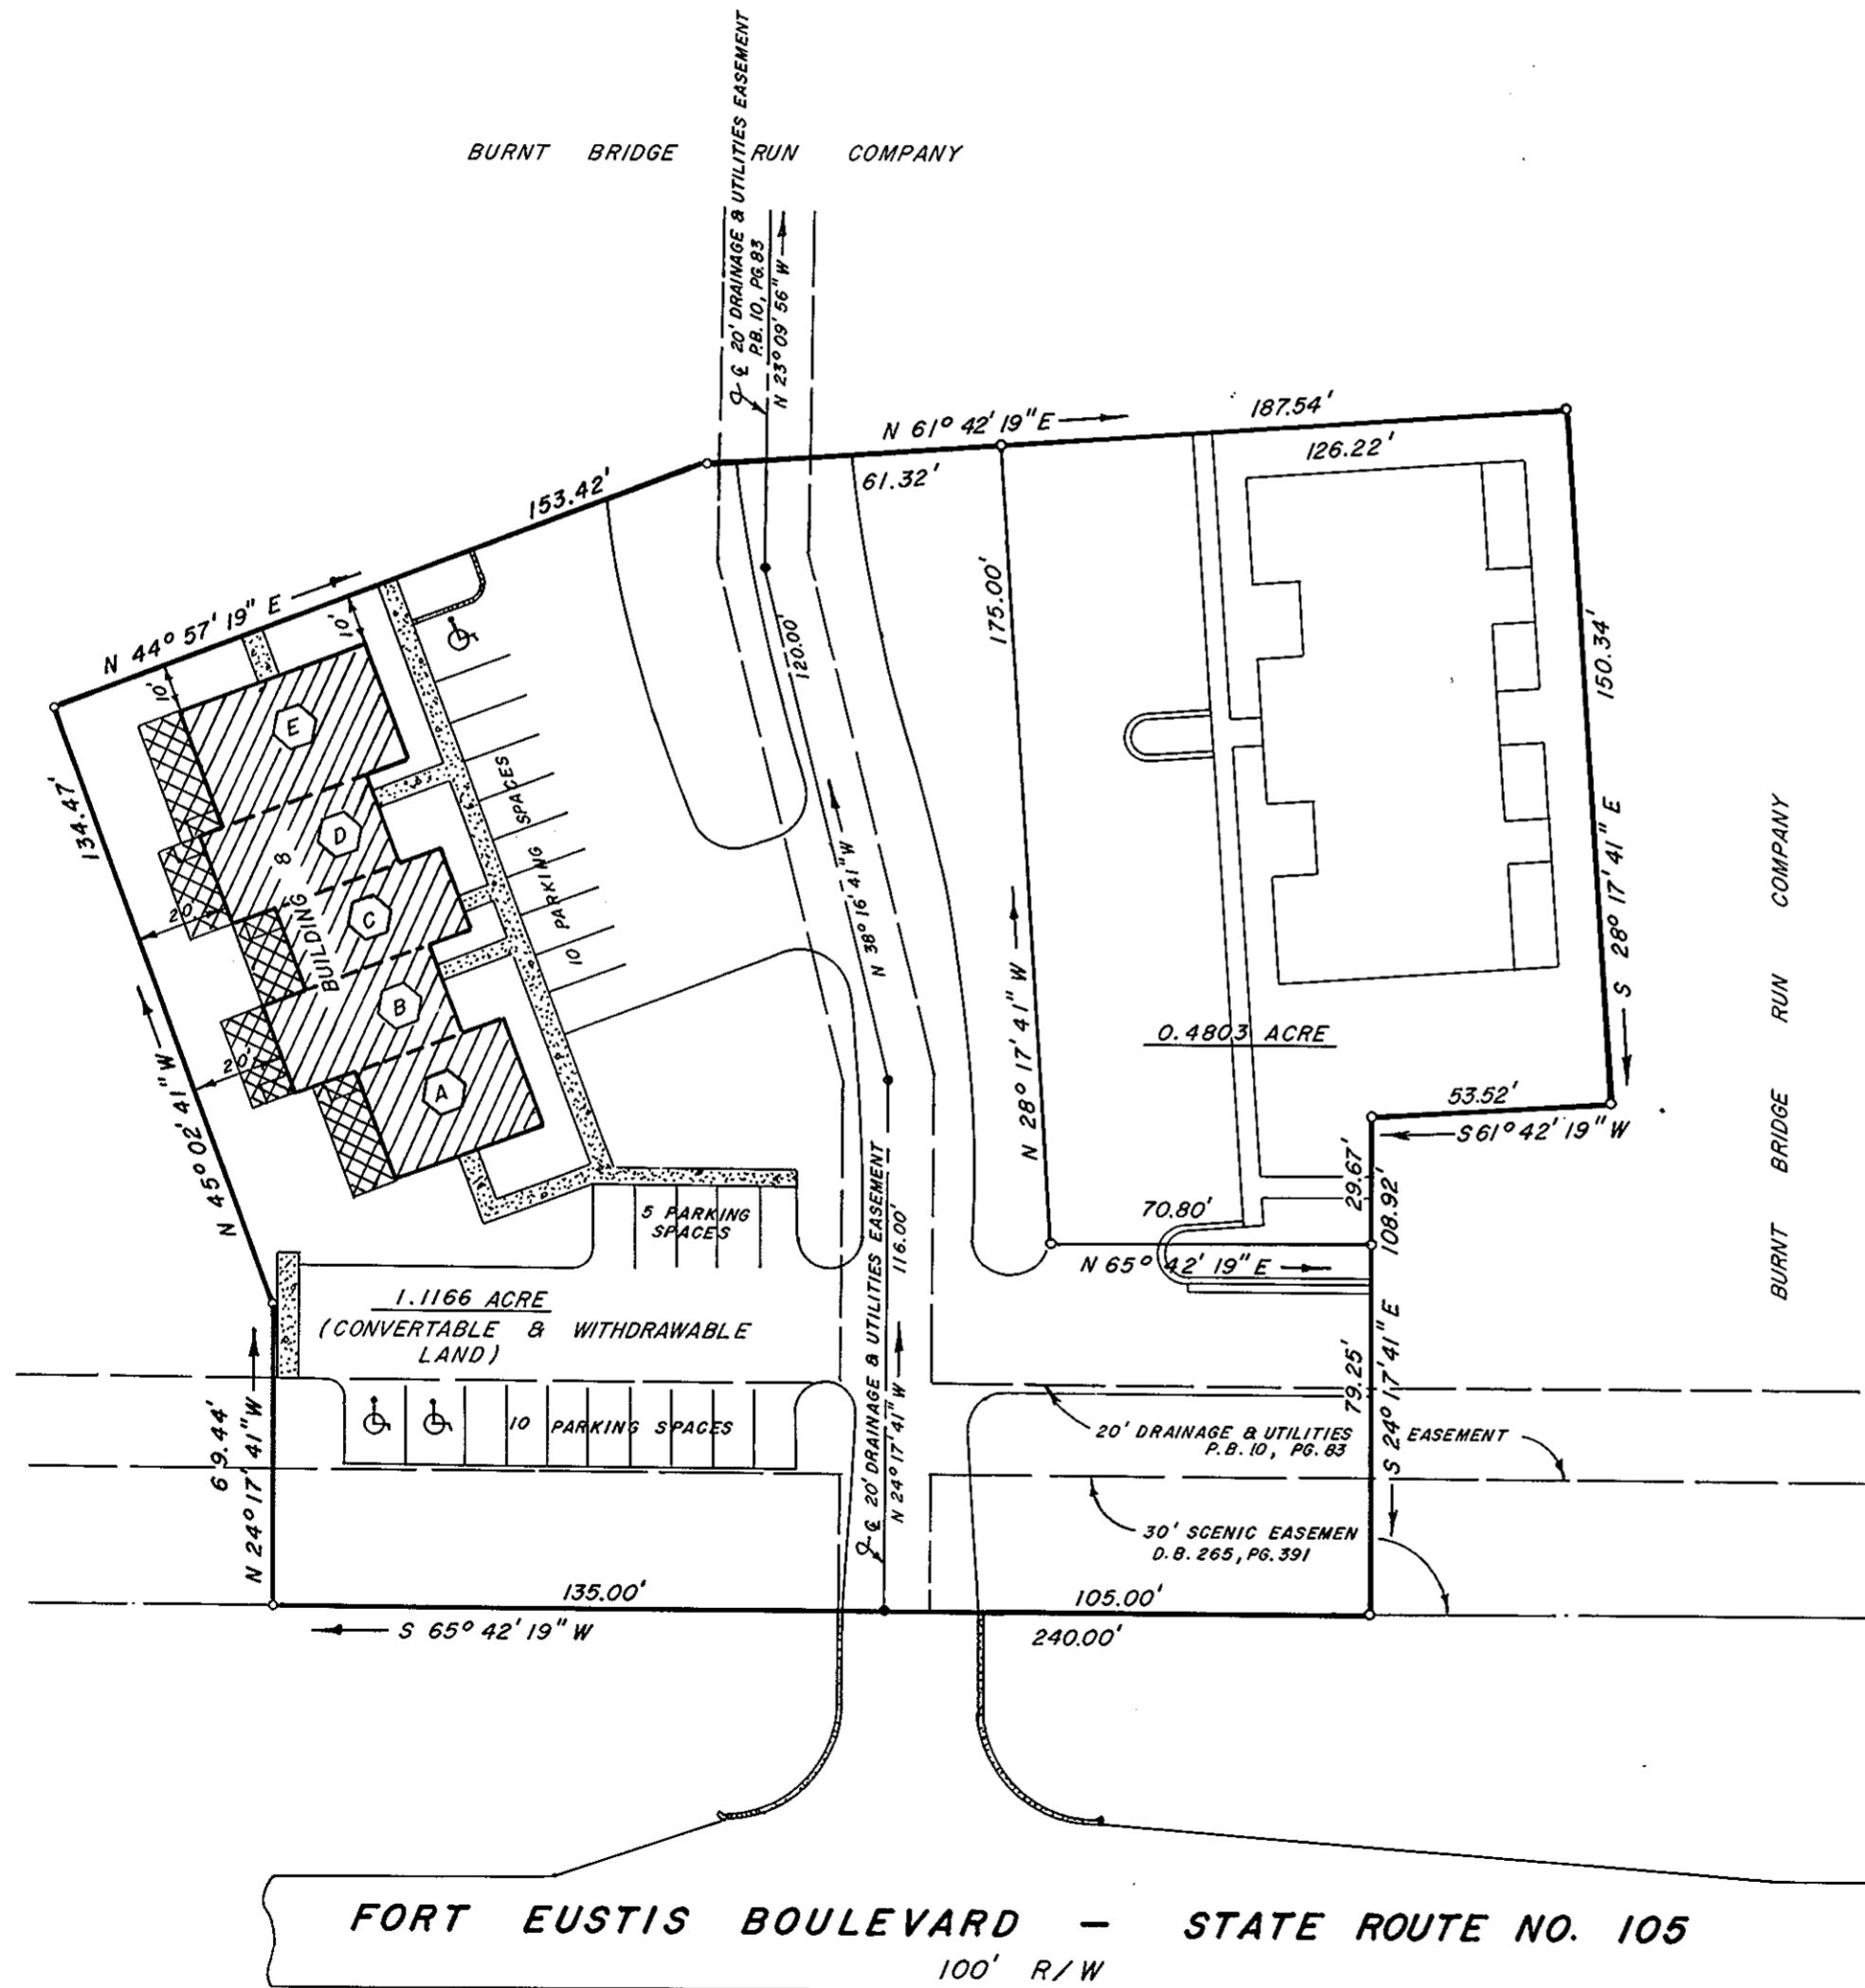 BURNT BRIDGE RUN COMPANY
℄ 20' DRAINAGE & UTILITIES EASEMENT
P.B. 10, PG. 83
N 23° 09' 56" W
N 61° 42' 19" E
187.54'
126.22'
61.32'
153.42'
N 44° 57' 19" E
10'
10'
134.47'
N 45° 02' 41" W
20'
20'
BUILDING 8
E
D
C
B
A
10 PARKING SPACES
120.00'
N 38° 16' 41" W
175.00'
N 28° 17' 41" W
150.34'
S 28° 17' 41" E
BURNT BRIDGE RUN COMPANY
0.4803 ACRE
53.52'
S 61° 42' 19" W
29.67'
108.92'
70.80'
N 65° 42' 19" E
5 PARKING
SPACES
1.1166 ACRE
(CONVERTABLE & WITHDRAWABLE
LAND)
69.44'
N 24° 17' 41" W
10 PARKING SPACES
℄ 20' DRAINAGE & UTILITIES EASEMENT
116.00'
N 24° 17' 41" W
79.25'
S 24° 17' 41" E
20' DRAINAGE & UTILITIES EASEMENT
P.B. 10, PG. 83
30' SCENIC EASEMEN
D.B. 265, PG. 391
135.00'
105.00'
S 65° 42' 19" W
240.00'
FORT EUSTIS BOULEVARD – STATE ROUTE NO. 105
100' R/W